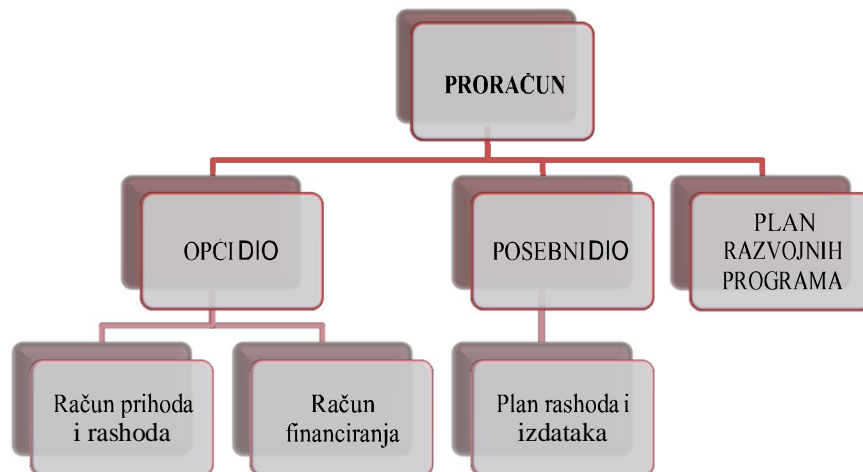 PRORAČUN
OPĆI DIO
POSEBNI DIO
PLAN
RAZVOJNIH
PROGRAMA
Račun prihoda
i rashoda
Račun
financiranja
Plan rashoda i
izdataka